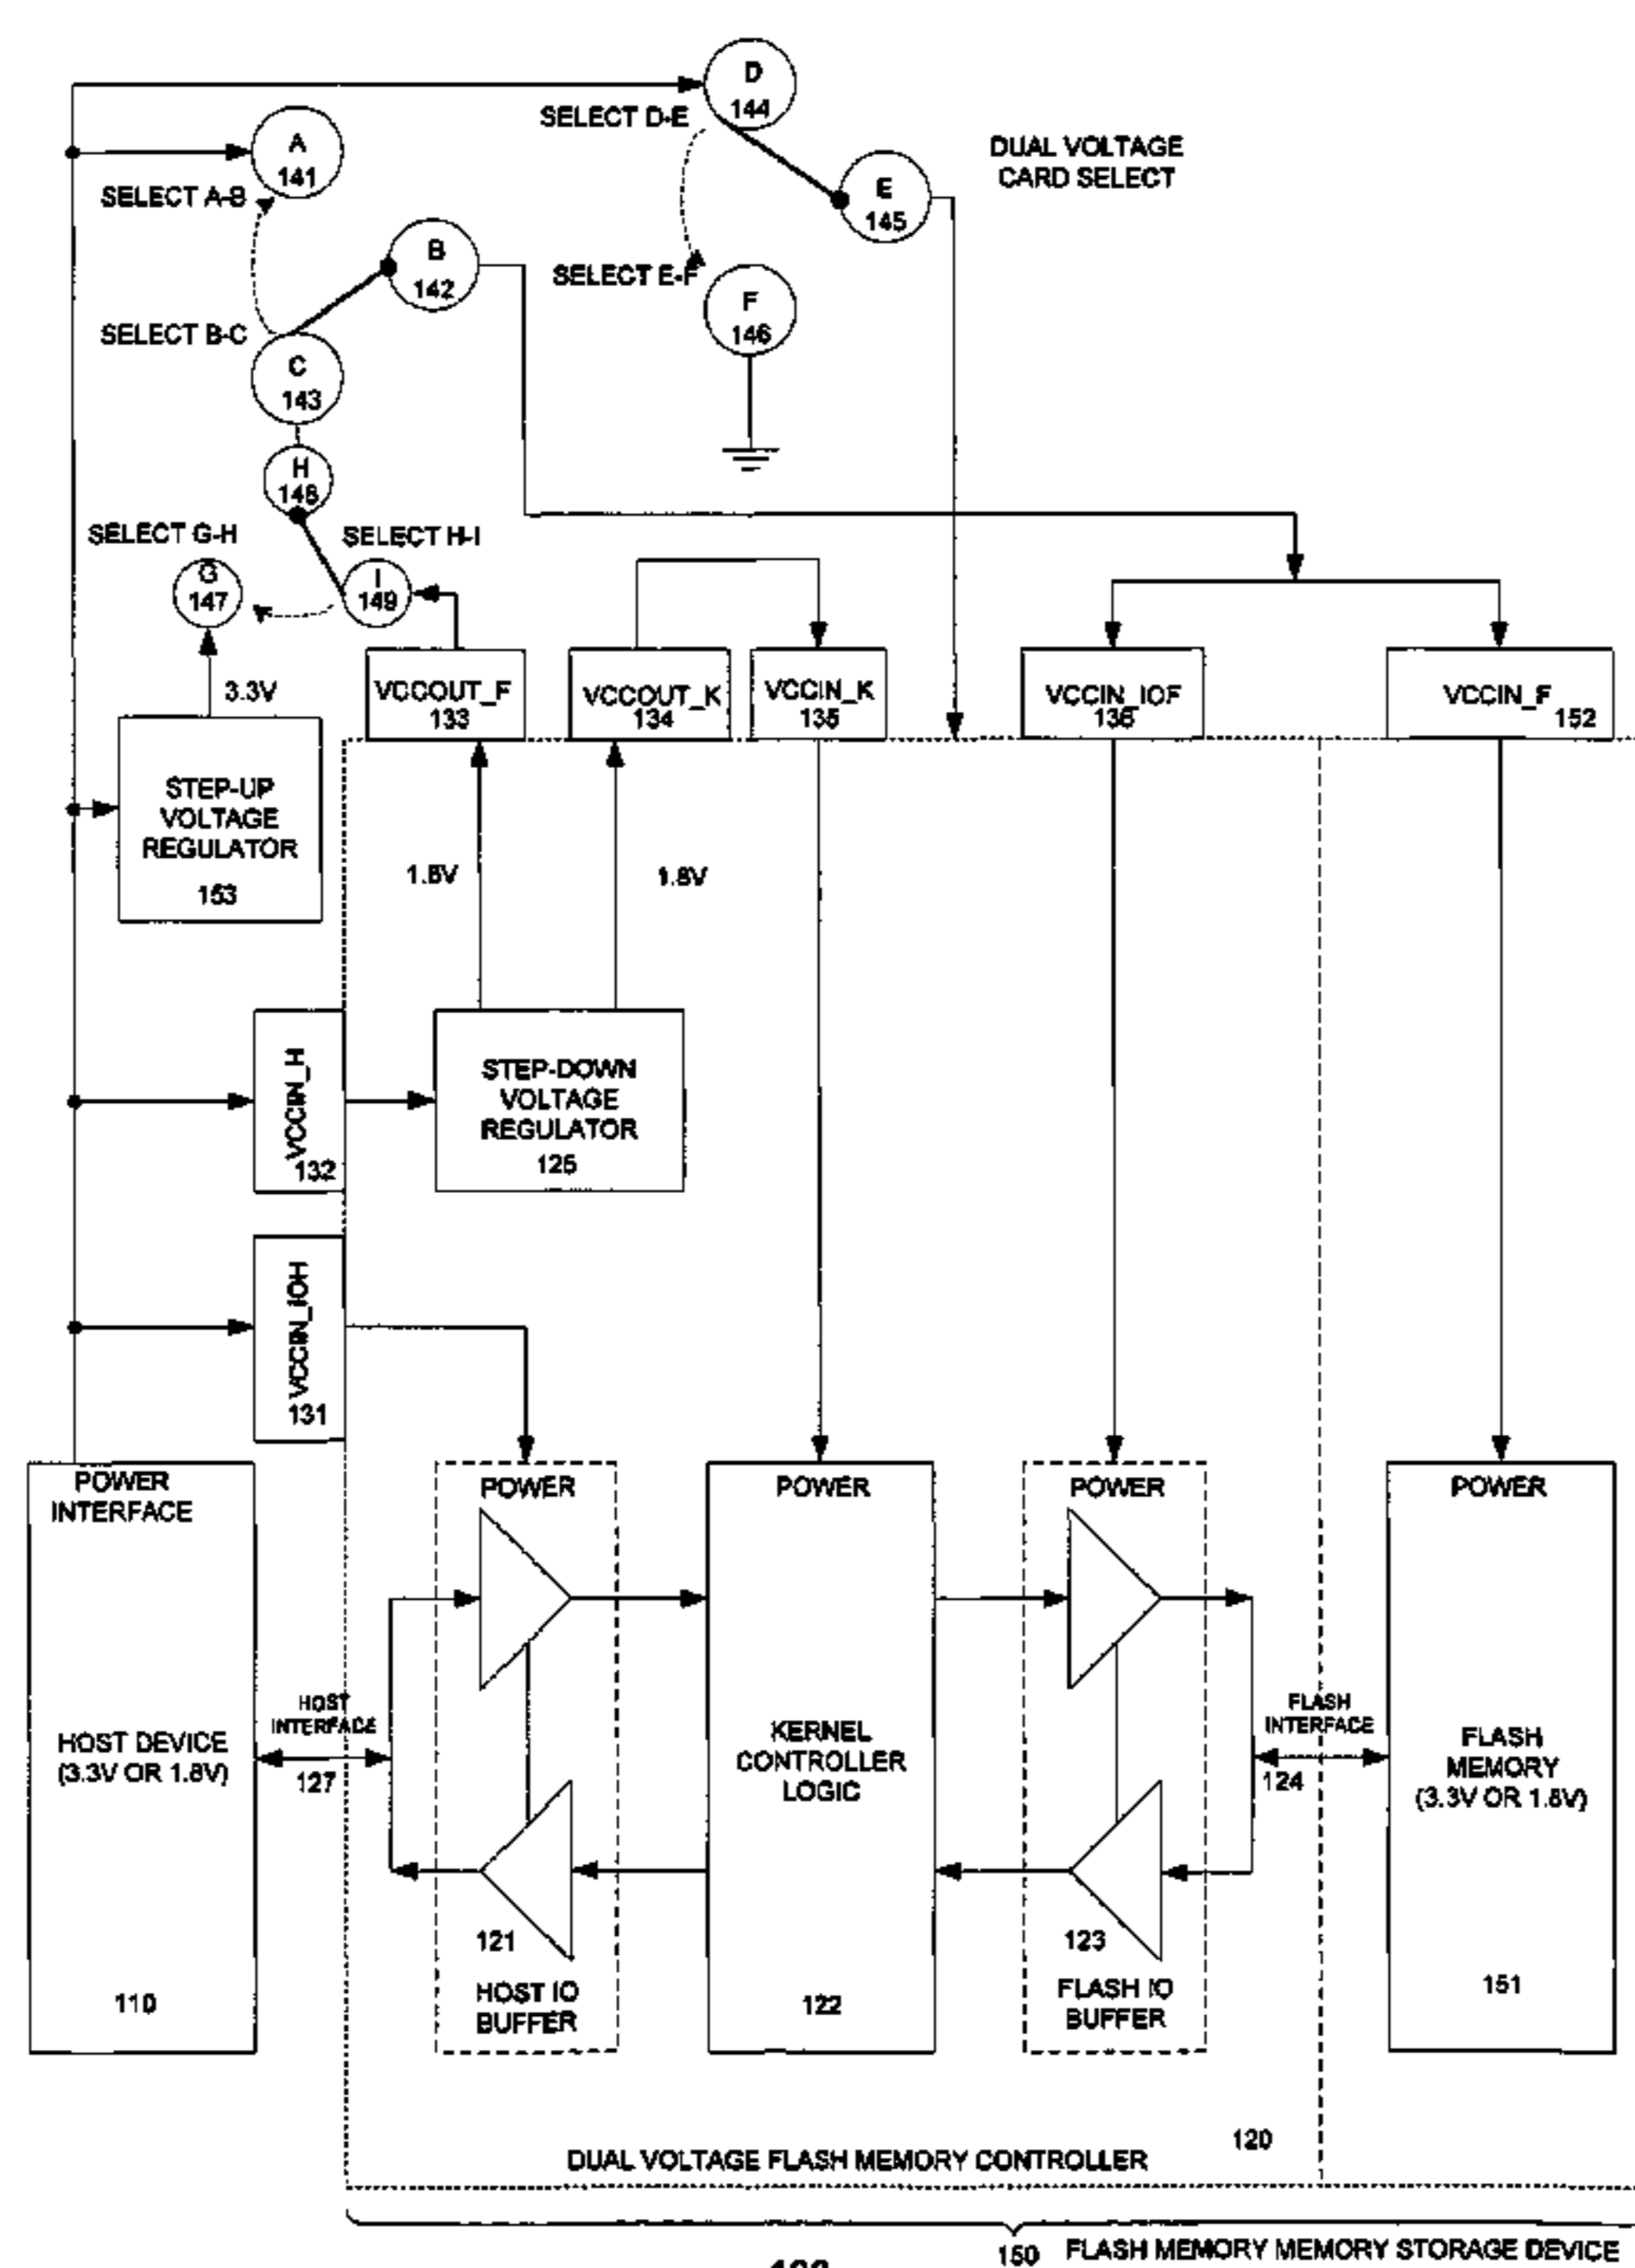 D
144
SELECT D-E
DUAL VOLTAGE
CARD SELECT
A
141
SELECT A-B
E
145
B
142
SELECT E-F
F
146
SELECT B-C
C
143
H
148
SELECT G-H
SELECT H-I
G
147
I
149
3.3V
VCCOUT_F
133
VCCOUT_K
134
VCCIN_K
135
VCCIN_IOF
136
VCCIN_F
152
STEP-UP
VOLTAGE
REGULATOR
153
1.8V
1.8V
VCCIN_H
132
STEP-DOWN
VOLTAGE
REGULATOR
125
VCCIN_IOH
131
POWER
INTERFACE
POWER
POWER
POWER
POWER
HOST
INTERFACE
127
HOST DEVICE
(3.3V OR 1.8V)
KERNEL
CONTROLLER
LOGIC
FLASH
INTERFACE
124
FLASH
MEMORY
(3.3V OR 1.8V)
110
121
HOST IO
BUFFER
122
123
FLASH IO
BUFFER
151
DUAL VOLTAGE FLASH MEMORY CONTROLLER
120
150
FLASH MEMORY MEMORY STORAGE DEVICE